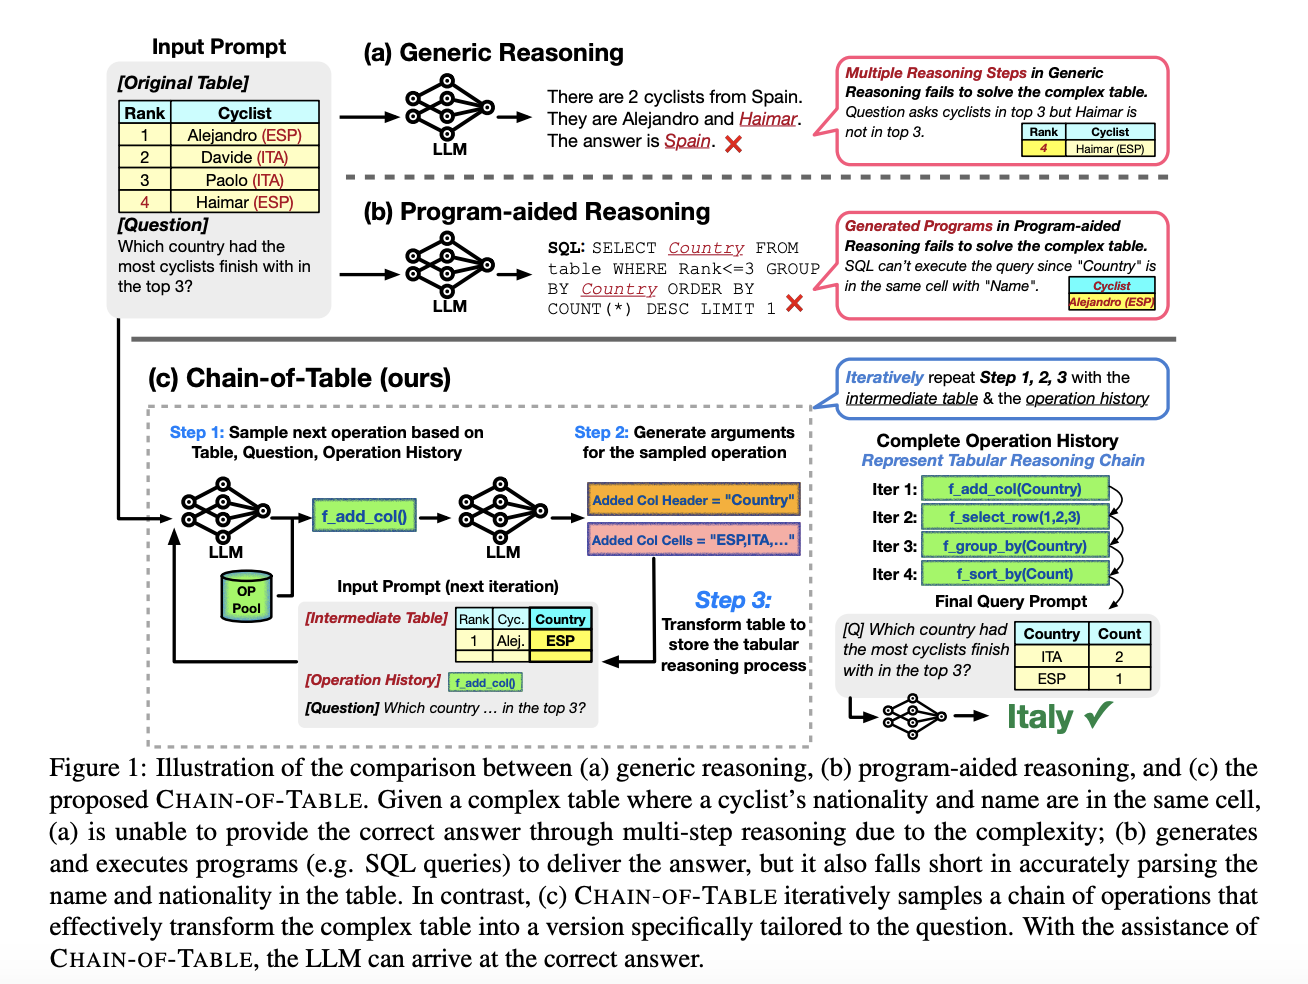 Input Prompt
[Original Table]
Rank Cyclist
1 Alejandro (ESP)
2 Davide (ITA)
3 Paolo (ITA)
4 Haimar (ESP)
[Question]
Which country had the
most cyclists finish with in
the top 3?
(a) Generic Reasoning
LLM
There are 2 cyclists from Spain.
They are Alejandro and Haimar.
The answer is Spain.
Multiple Reasoning Steps in Generic
Reasoning fails to solve the complex table.
Question asks cyclists in top 3 but Haimar is
not in top 3.
Rank Cyclist
4 Haimar (ESP)
(b) Program-aided Reasoning
LLM
SQL: SELECT Country FROM
table WHERE Rank<=3 GROUP
BY Country ORDER BY
COUNT(*) DESC LIMIT 1
Generated Programs in Program-aided
Reasoning fails to solve the complex table.
SQL can't execute the query since "Country" is
in the same cell with "Name".
Cyclist
Alejandro (ESP)
(c) Chain-of-Table (ours)
Step 1: Sample next operation based on
Table, Question, Operation History
LLM
OP
Pool
f_add_col()
LLM
Step 2: Generate arguments
for the sampled operation
Added Col Header = "Country"
Added Col Cells = "ESP,ITA,..."
Step 3:
Transform table to
store the tabular
reasoning process
Input Prompt (next iteration)
[Intermediate Table]
Rank Cyc. Country
1 Alej. ESP
[Operation History] f_add_col()
[Question] Which country ... in the top 3?
Iteratively repeat Step 1, 2, 3 with the
intermediate table & the operation history
Complete Operation History
Represent Tabular Reasoning Chain
Iter 1: f_add_col(Country)
Iter 2: f_select_row(1,2,3)
Iter 3: f_group_by(Country)
Iter 4: f_sort_by(Count)
Final Query Prompt
[Q] Which country had
the most cyclists finish
with in the top 3?
Country Count
ITA 2
ESP 1
Italy
Figure 1: Illustration of the comparison between (a) generic reasoning, (b) program-aided reasoning, and (c) the
proposed CHAIN-OF-TABLE. Given a complex table where a cyclist's nationality and name are in the same cell,
(a) is unable to provide the correct answer through multi-step reasoning due to the complexity; (b) generates
and executes programs (e.g. SQL queries) to deliver the answer, but it also falls short in accurately parsing the
name and nationality in the table. In contrast, (c) CHAIN-OF-TABLE iteratively samples a chain of operations that
effectively transform the complex table into a version specifically tailored to the question. With the assistance of
CHAIN-OF-TABLE, the LLM can arrive at the correct answer.